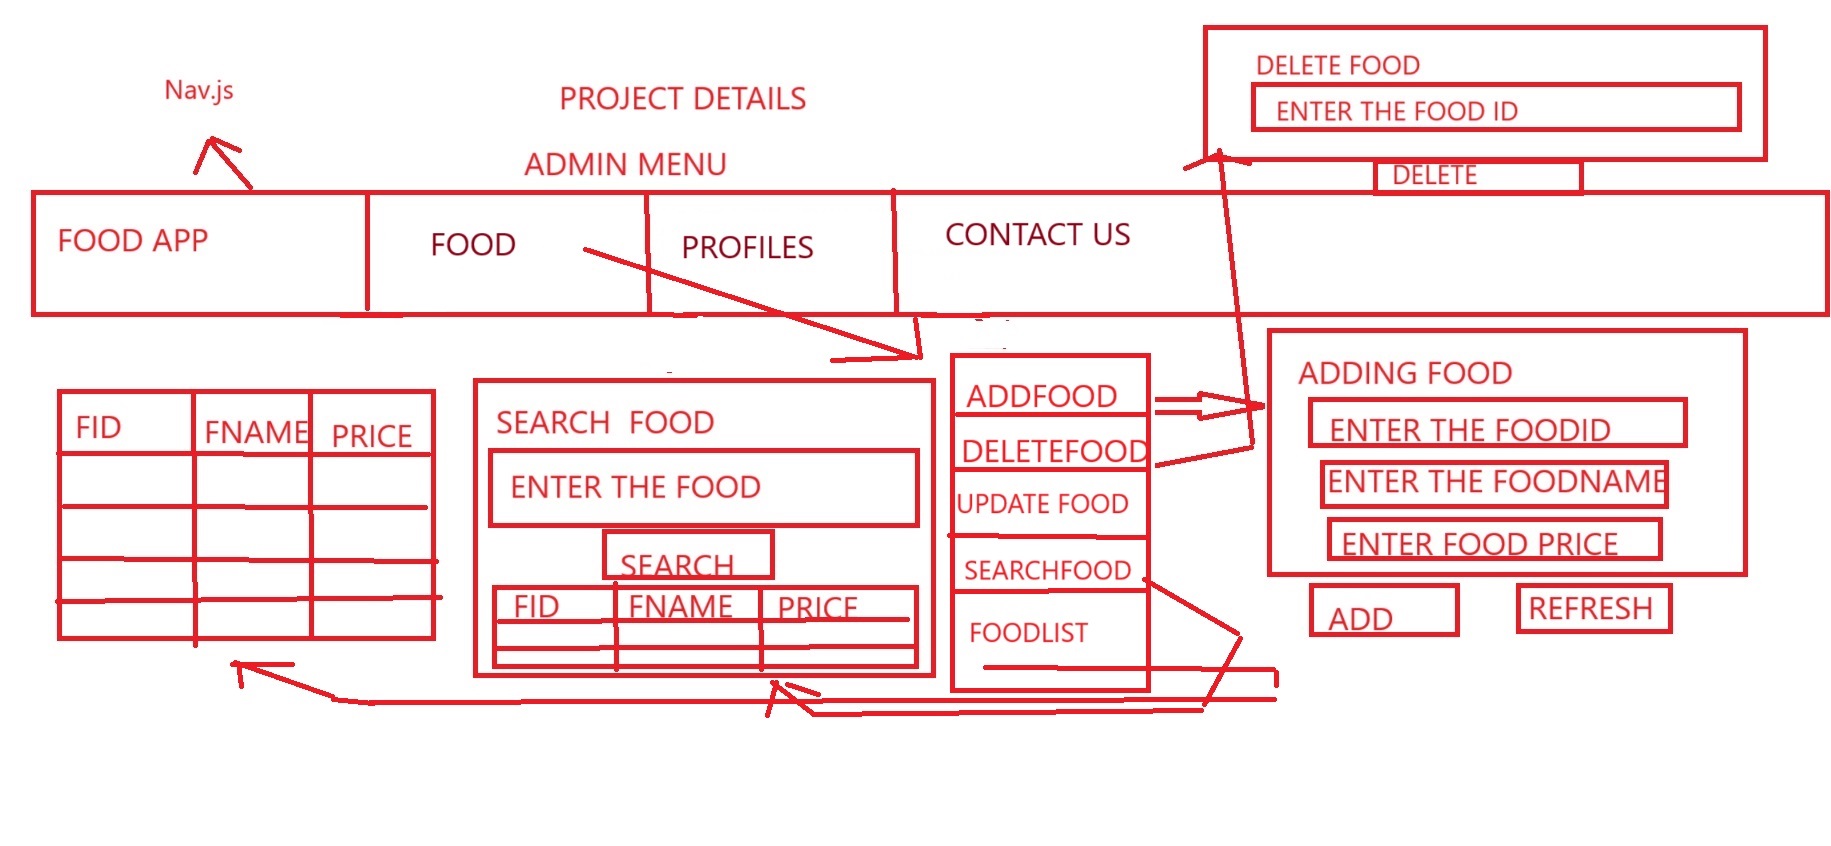 Nav.js
PROJECT DETAILS
ADMIN MENU
DELETE FOOD
ENTER THE FOOD ID
DELETE
FOOD APP
FOOD
PROFILES
CONTACT US
FID
FNAME
PRICE
SEARCH FOOD
ENTER THE FOOD
SEARCH
FID
FNAME
PRICE
ADDFOOD
DELETEFOOD
UPDATE FOOD
SEARCHFOOD
FOODLIST
ADDING FOOD
ENTER THE FOODID
ENTER THE FOODNAME
ENTER FOOD PRICE
ADD
REFRESH